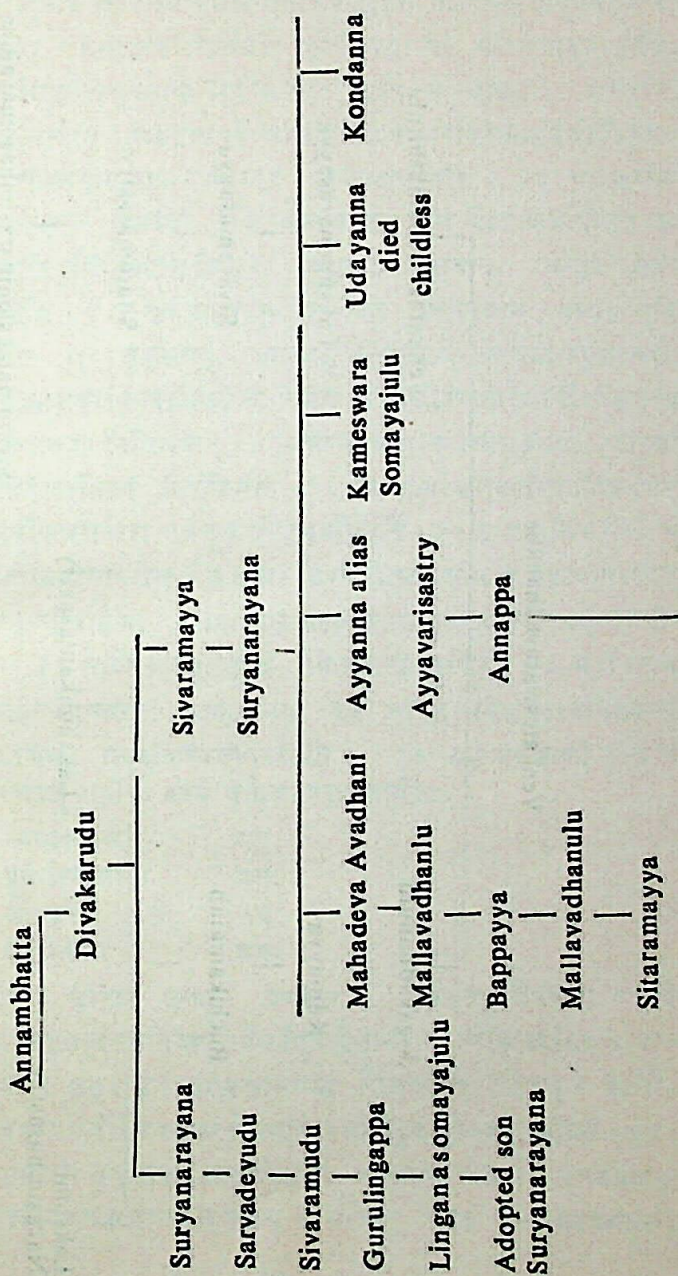 Annambhatta
Divakarudu
Suryanarayana
Sarvadevudu
Sivaramudu
Gurulingappa
Linganasomayajulu
Adopted son
Suryanarayana
Sivaramayya
Suryanarayana
Mahadeva Avadhani
Mallavadhanlu
Bappayya
Mallavadhanulu
Sitaramayya
Ayyanna alias
Ayyavarisastry
Annappa
Kameswara
Somayajulu
Udayanna
died
childless
Kondanna